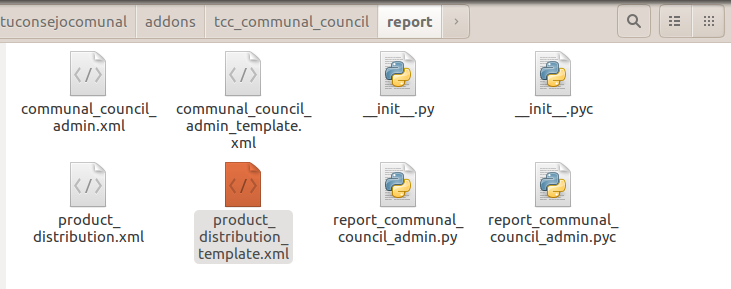 tuconsejocomunal addons tcc_communal_council report
communal_council_
admin.xml
communal_council_
admin_template.
xml
__init__.py
__init__.pyc
product_
distribution.xml
product_
distribution_
template.xml
report_communal_
council_admin.py
report_communal_
council_admin.pyc